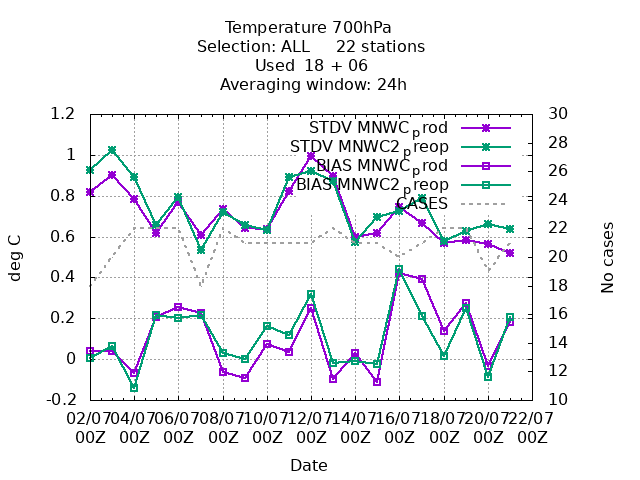 Temperature 700hPa
Selection: ALL 22 stations
Used 18 + 06
Averaging window: 24h
1.2
1
0.8
0.6
0.4
0.2
0
-0.2
deg C
30
28
26
24
22
20
18
16
14
12
10
No cases
STDV MNWC_prod
STDV MNWC2_preop
BIAS MNWC_prod
BIAS MNWC2_preop
CASES
02/07 04/07 06/07 08/07 10/07 12/07 14/07 16/07 18/07 20/07 22/07
00Z 00Z 00Z 00Z 00Z 00Z 00Z 00Z 00Z 00Z 00Z
Date